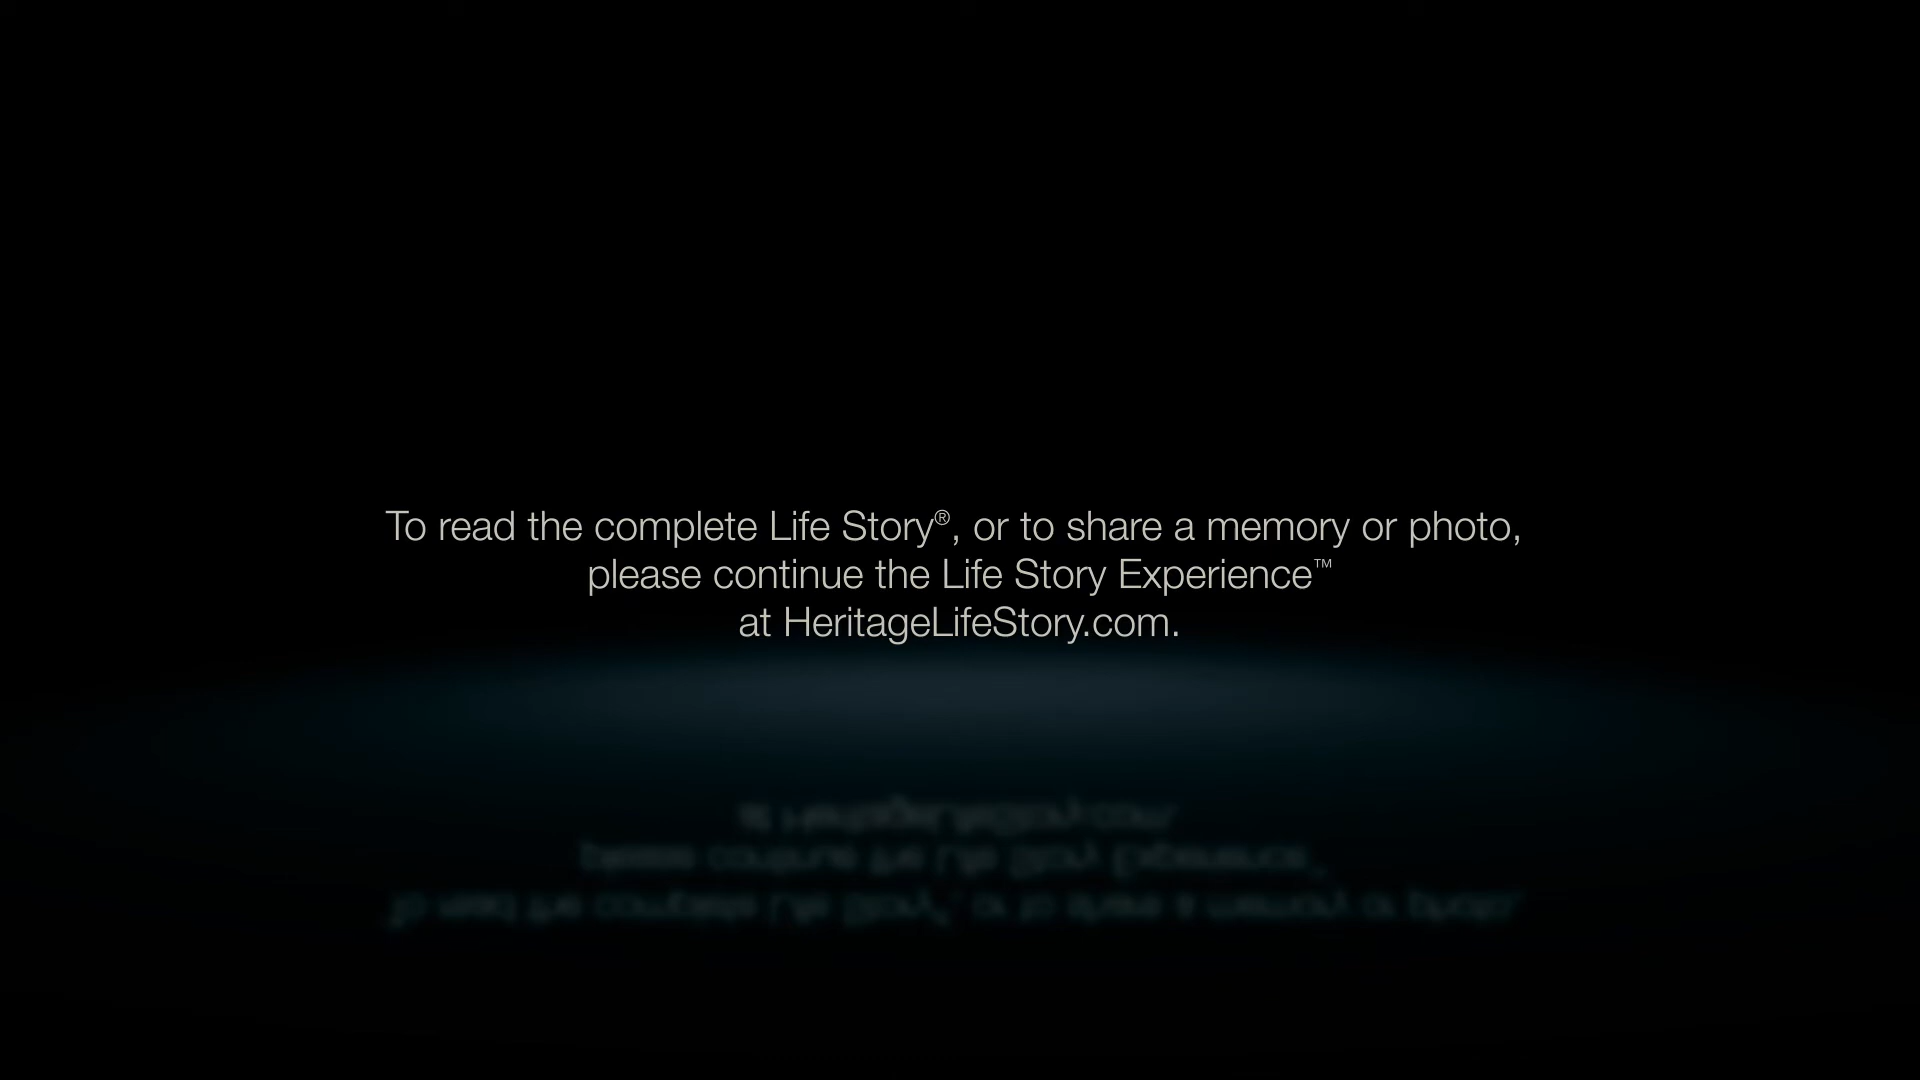 To read the complete Life Story®, or to share a memory or photo,
please continue the Life Story Experience™
at HeritageLifeStory.com.